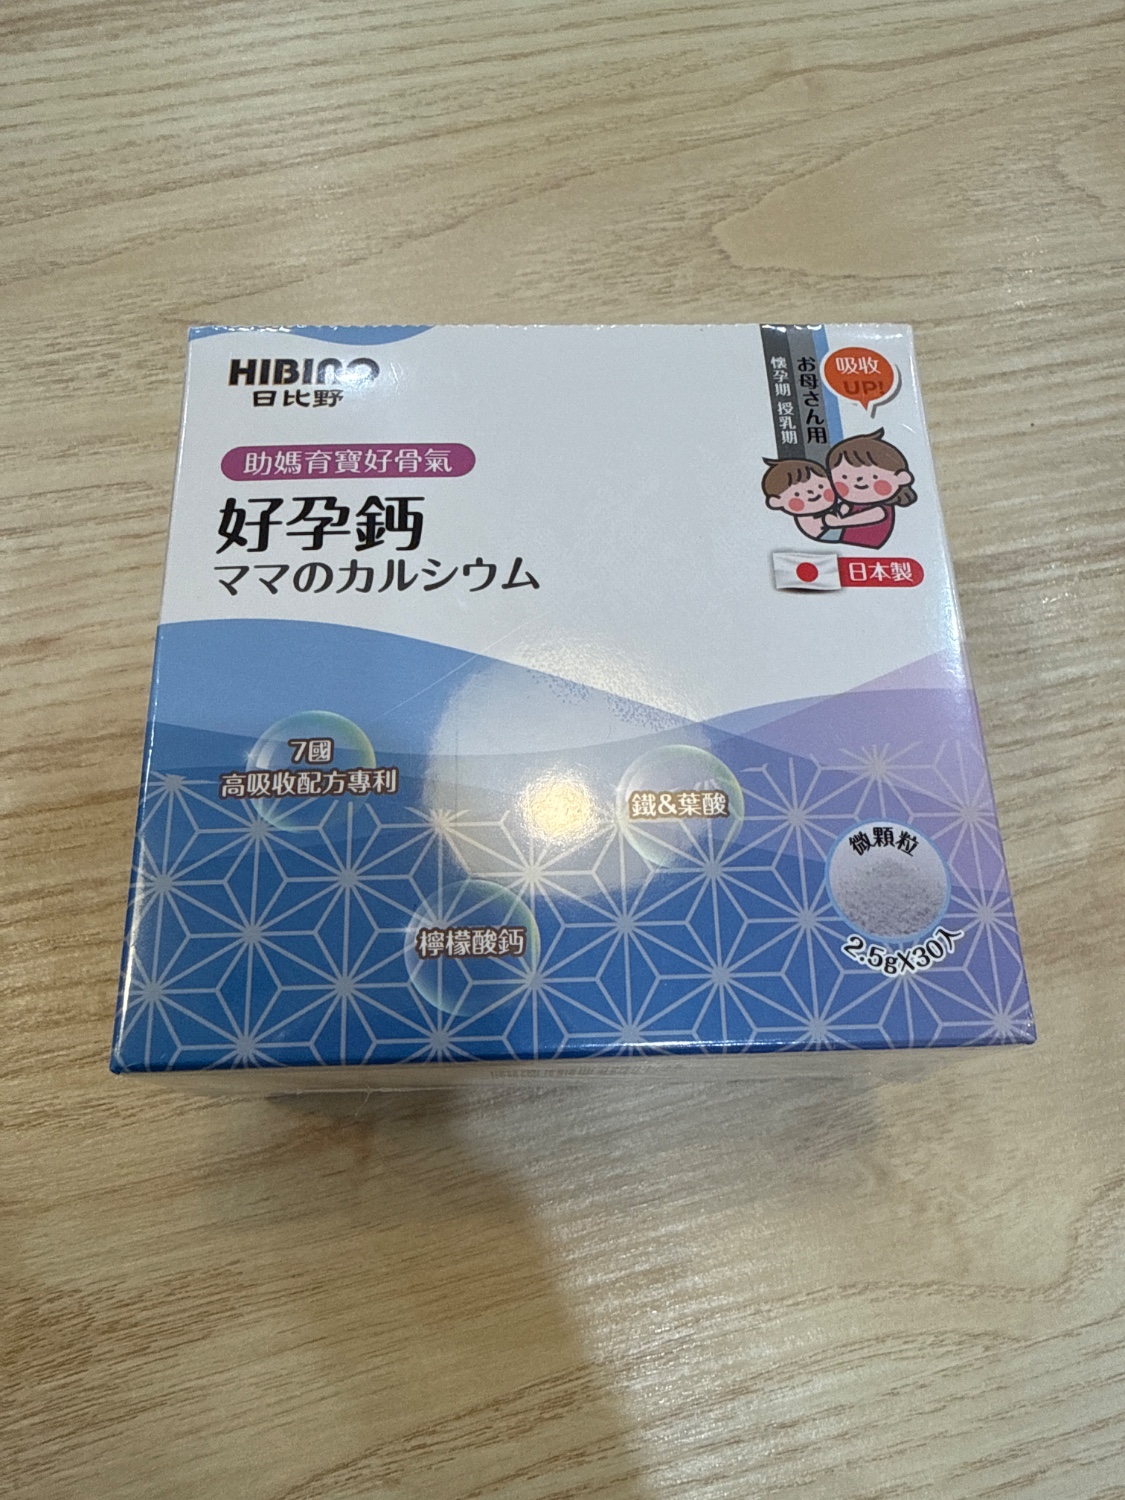 HIBINO
日比野
助媽育寶好骨氣
好孕鈣
ママのカルシウム
吸收
UP!
お母さん用
懷孕期 授乳期
日本製
7國
高吸收配方專利
鐵&葉酸
檸檬酸鈣
微顆粒
2.5gX30入